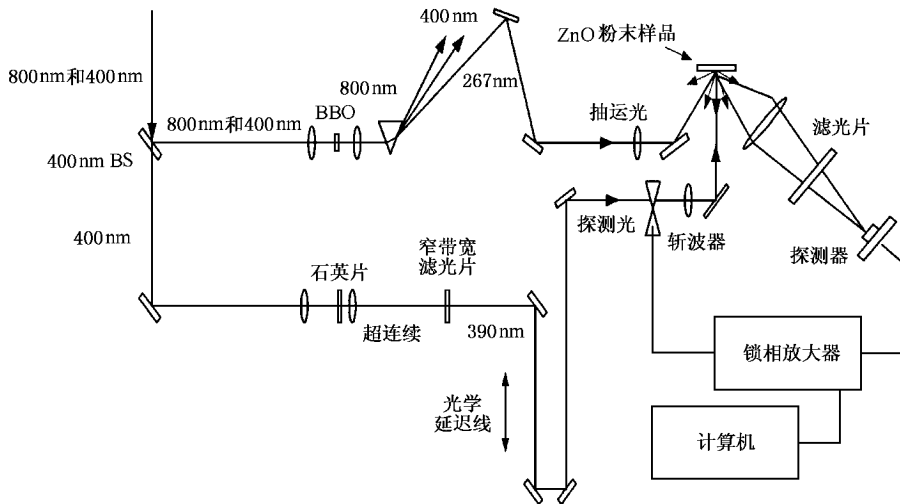 400nm
ZnO 粉末样品
800nm和400nm
800nm
267nm
BBO
800nm和400nm
抽运光
滤光片
400nm BS
400nm
探测光
斩波器
探测器
石英片
窄带宽
滤光片
超连续
390nm
锁相放大器
光学
延迟线
计算机